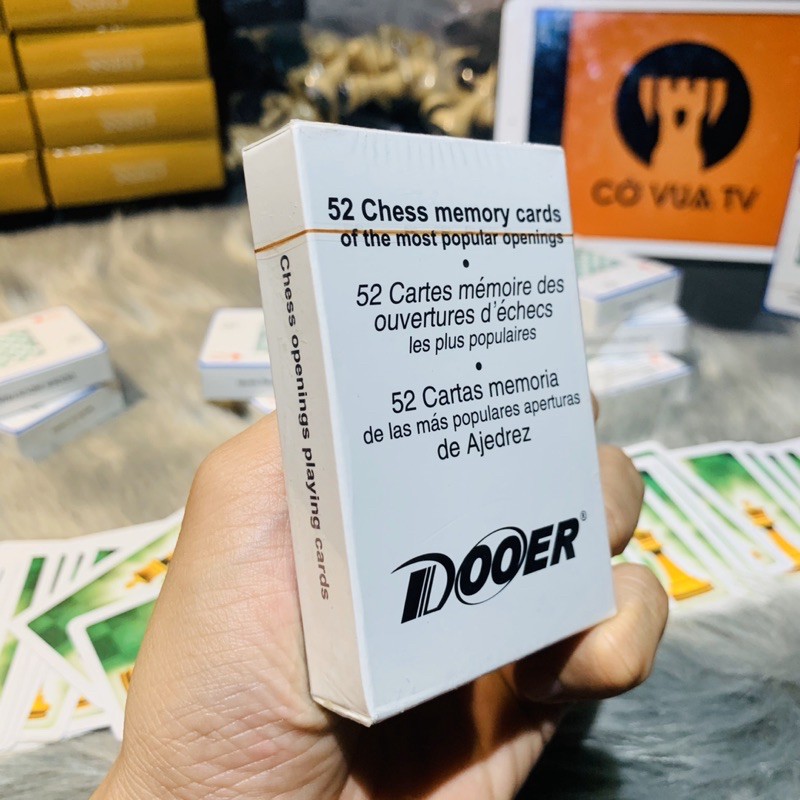 52 Chess memory cards
of the most popular openings
•
52 Cartes mémoire des
ouvertures d'échecs
les plus populaires
•
52 Cartas memoria
de las más populares aperturas
de Ajedrez
DOOER®
Chess openings playing cards
CỜ VUA TV